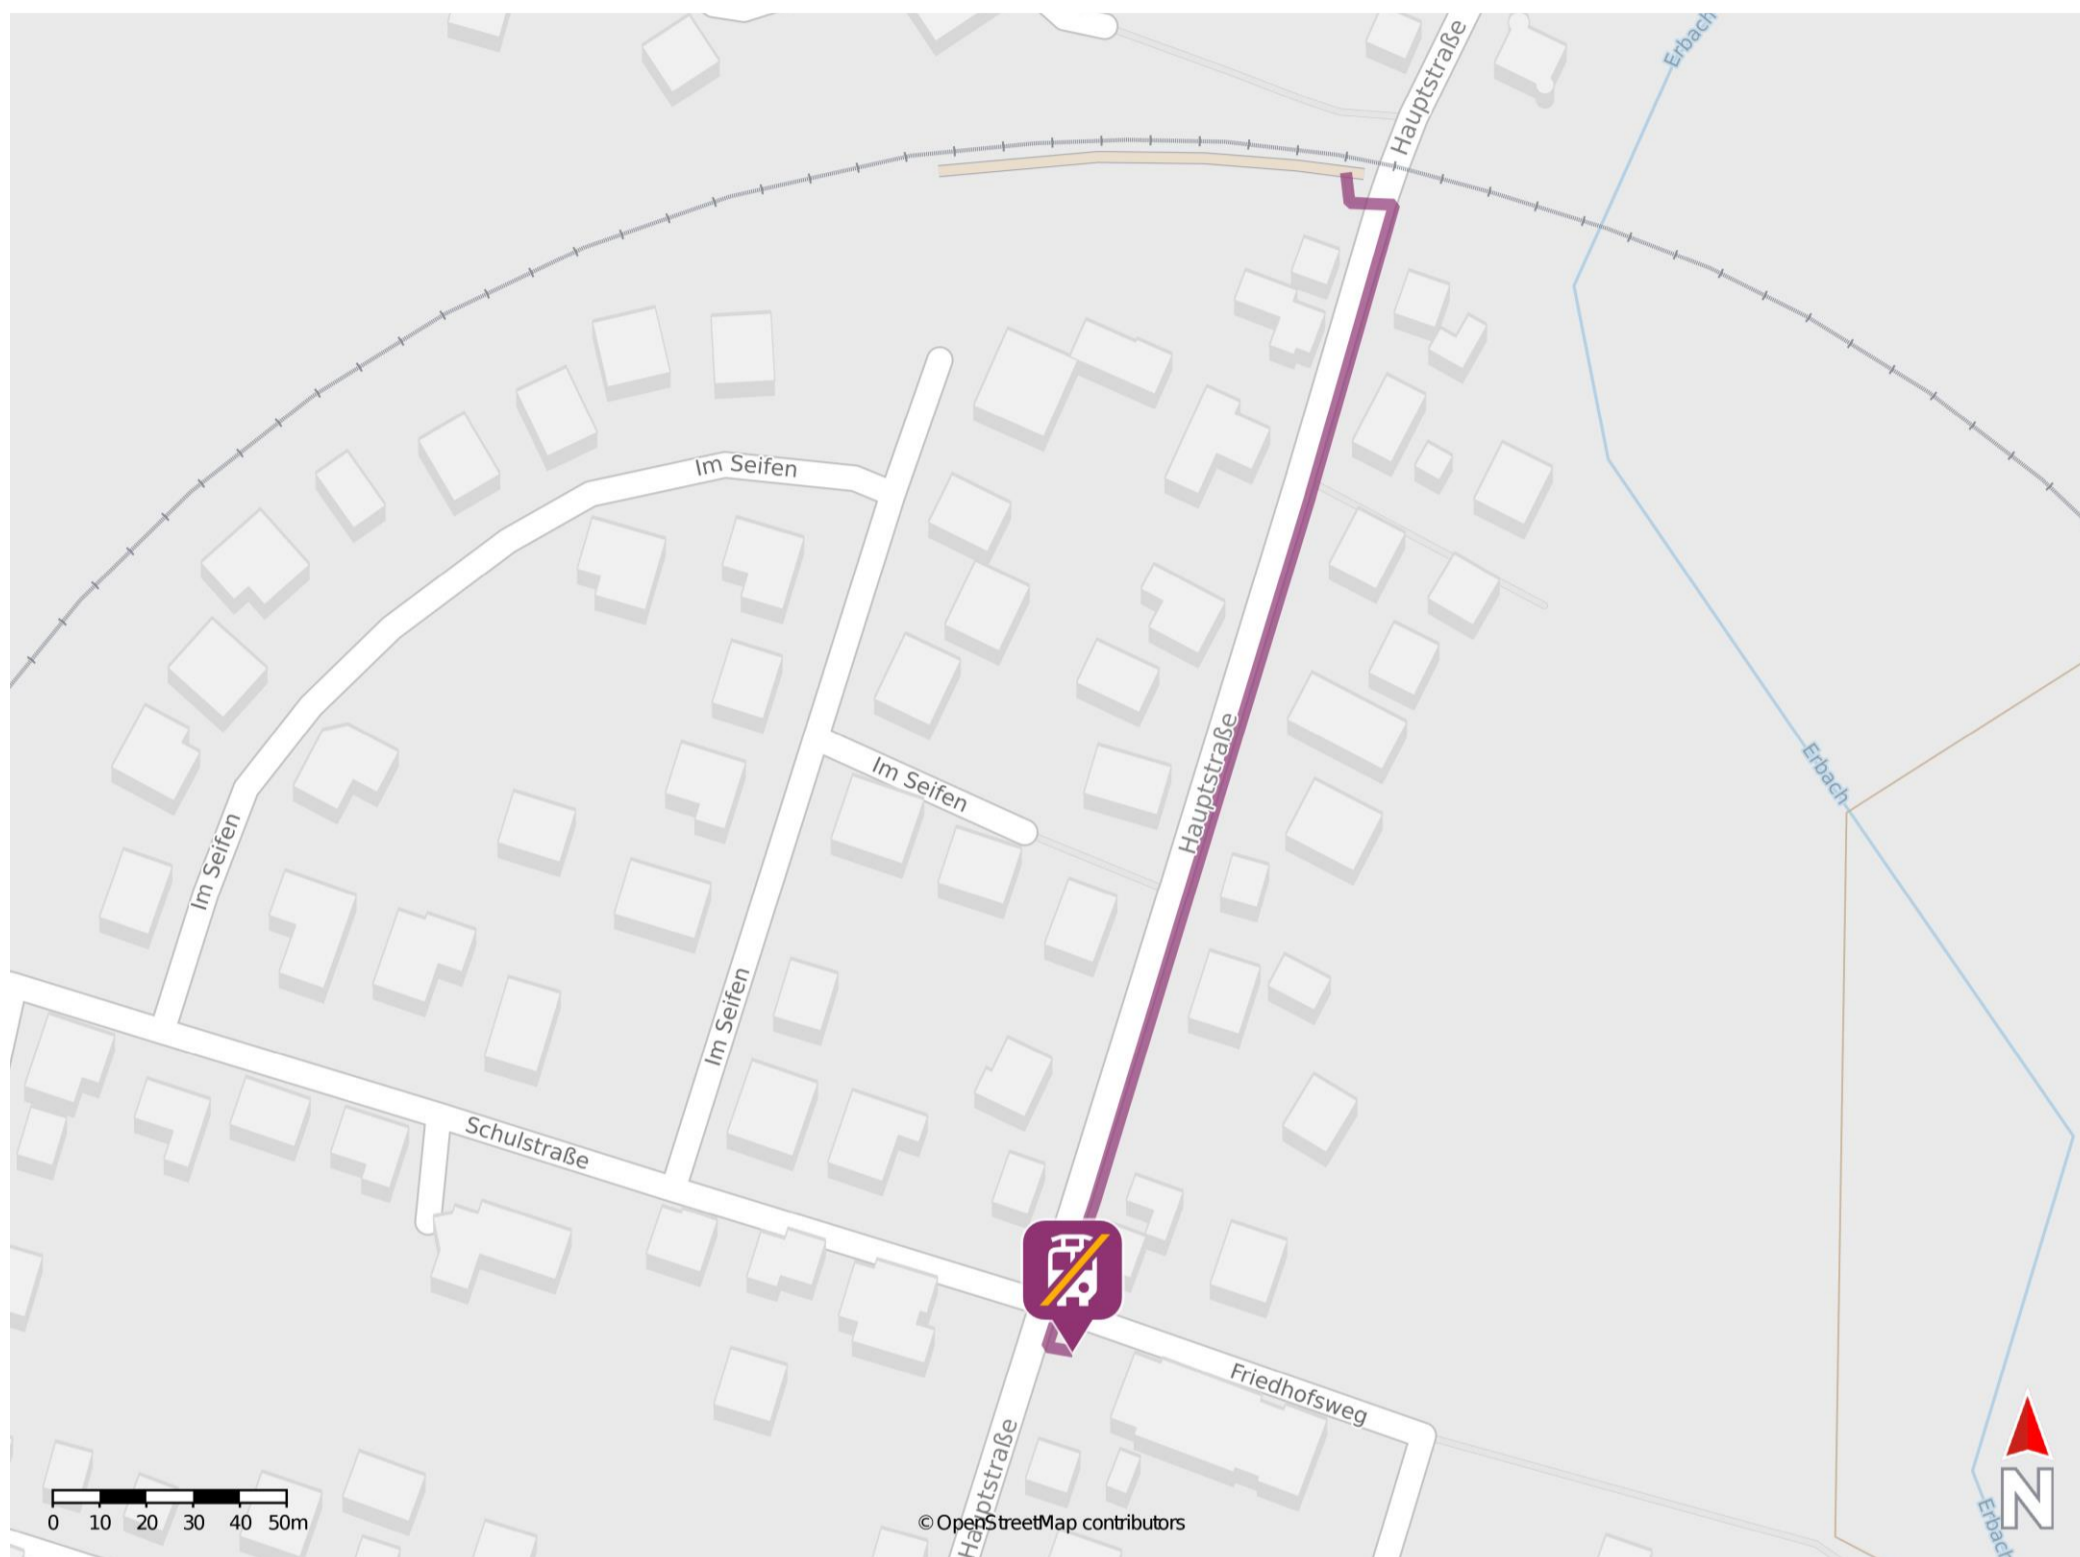 Hauptstraße
Erbach
Im Seifen
Im Seifen
Hauptstraße
Erbach
Im Seifen
Im Seifen
Schulstraße
Friedhofsweg
Hauptstraße
Erbach
N
0 10 20 30 40 50m
© OpenStreetMap contributors